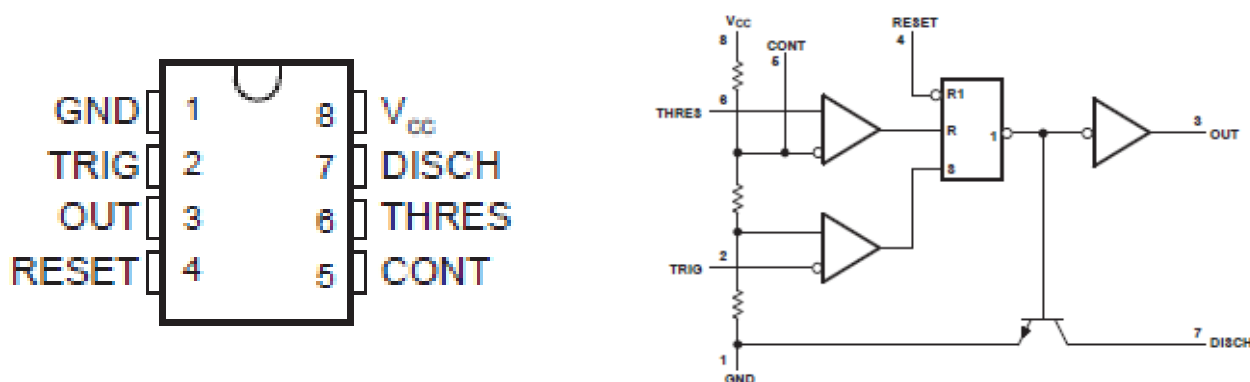 GND 1 8 VCC
TRIG 2 7 DISCH
OUT 3 6 THRES
RESET 4 5 CONT
VCC
8
CONT
5
RESET
4
THRES 6
R1
R
1
S
3 OUT
TRIG 2
7 DISCH
1
GND